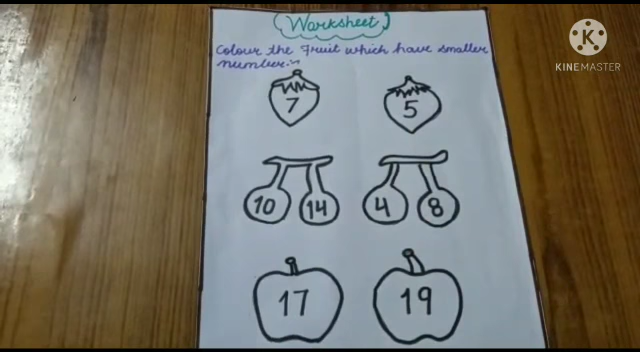 Worksheet
K
KINEMASTER
Colour the Fruit which have smaller
number:-
7 5
10 14 4 8
17 19